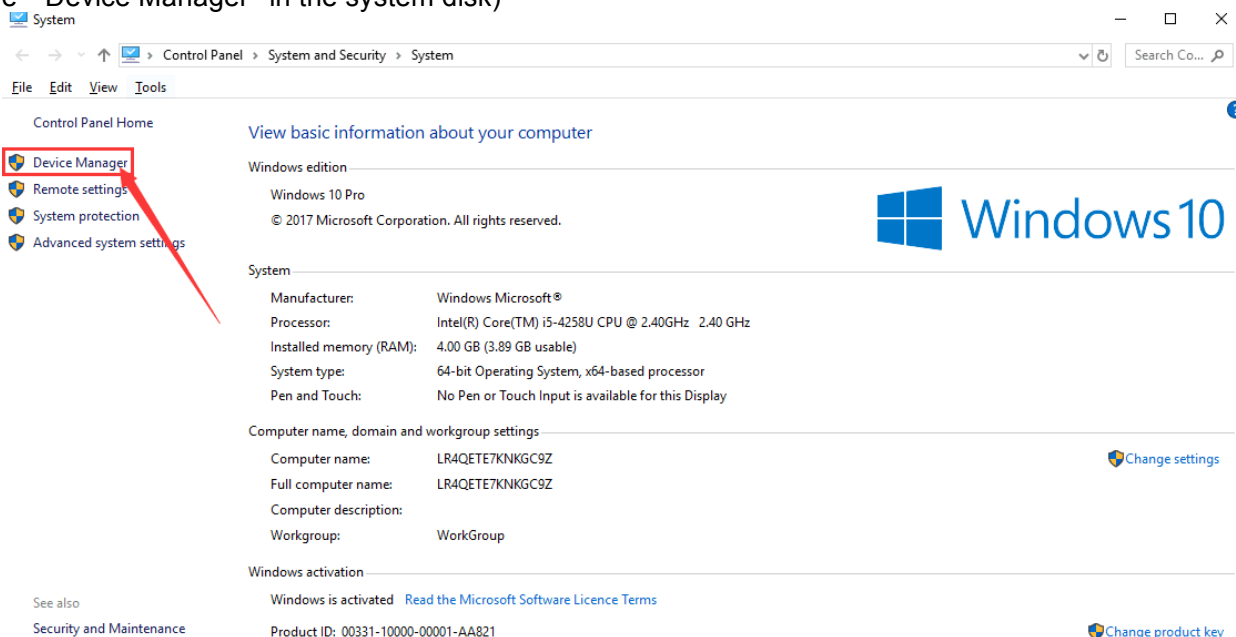 e "Device Manager" in the system disk)
System
Control Panel > System and Security > System
Search Co...
File Edit View Tools
Control Panel Home
Device Manager
Remote settings
System protection
Advanced system settings
View basic information about your computer
Windows edition
Windows 10 Pro
© 2017 Microsoft Corporation. All rights reserved.
Windows 10
System
Manufacturer: Windows Microsoft®
Processor: Intel(R) Core(TM) i5-4258U CPU @ 2.40GHz 2.40 GHz
Installed memory (RAM): 4.00 GB (3.89 GB usable)
System type: 64-bit Operating System, x64-based processor
Pen and Touch: No Pen or Touch Input is available for this Display
Computer name, domain and workgroup settings
Computer name: LR4QETE7KNKGC9Z
Change settings
Full computer name: LR4QETE7KNKGC9Z
Computer description:
Workgroup: WorkGroup
Windows activation
Windows is activated Read the Microsoft Software Licence Terms
Product ID: 00331-10000-00001-AA821
Change product key
See also
Security and Maintenance